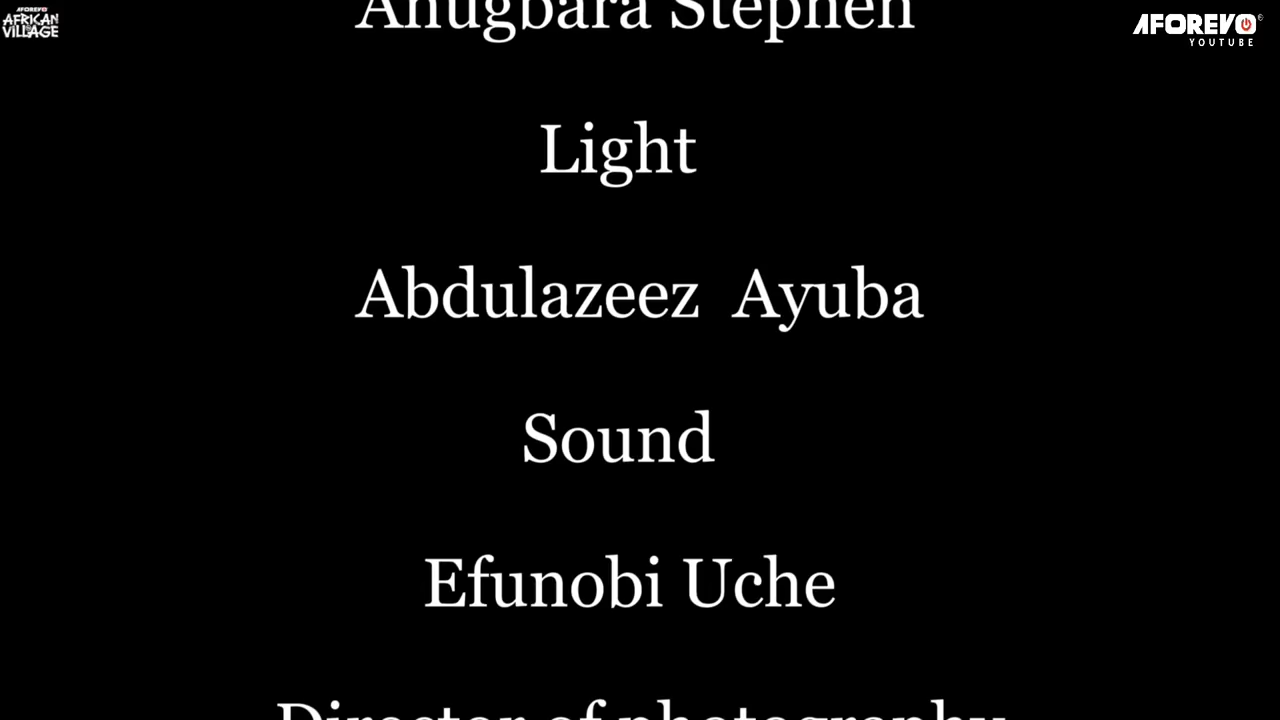 AFOREVO
AFRICAN
VILLAGE
AFOREVO
YOUTUBE
Anugbara Stephen
Light
Abdulazeez Ayuba
Sound
Efunobi Uche
Director of photography